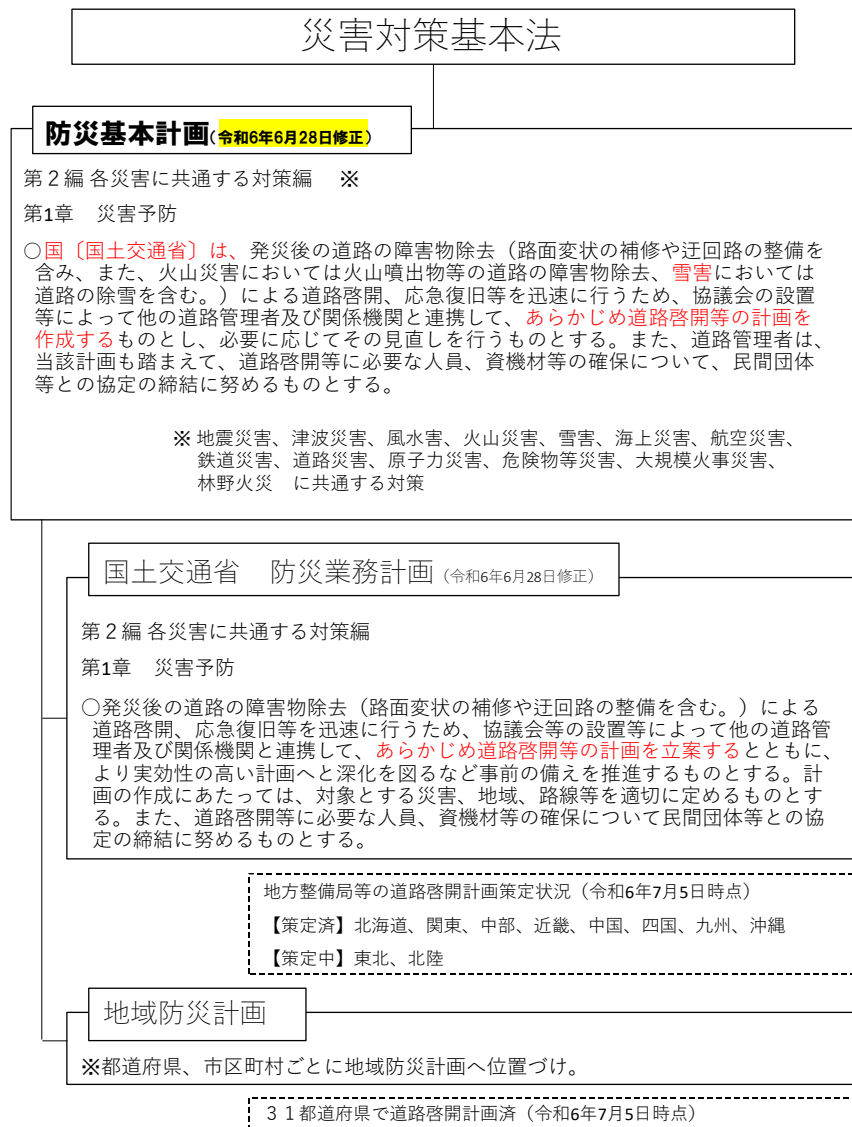 災害対策基本法
防災基本計画(令和6年6月28日修正)
第２編 各災害に共通する対策編　※
第1章　災害予防
○国〔国土交通省〕は、発災後の道路の障害物除去（路面変状の補修や迂回路の整備を
含み、また、火山災害においては火山噴出物等の道路の障害物除去、雪害においては
道路の除雪を含む。）による道路啓開、応急復旧等を迅速に行うため、協議会の設置
等によって他の道路管理者及び関係機関と連携して、あらかじめ道路啓開等の計画を
作成するものとし、必要に応じてその見直しを行うものとする。また、道路管理者は、
当該計画も踏まえて、道路啓開等に必要な人員、資機材等の確保について、民間団体
等との協定の締結に努めるものとする。
※ 地震災害、津波災害、風水害、火山災害、雪害、海上災害、航空災害、
鉄道災害、道路災害、原子力災害、危険物等災害、大規模火事災害、
林野火災　に共通する対策
国土交通省　防災業務計画（令和6年6月28日修正）
第２編 各災害に共通する対策編
第1章　災害予防
○発災後の道路の障害物除去（路面変状の補修や迂回路の整備を含む。）による
道路啓開、応急復旧等を迅速に行うため、協議会等の設置等によって他の道路管
理者及び関係機関と連携して、あらかじめ道路啓開等の計画を立案するとともに、
より実効性の高い計画へと深化を図るなど事前の備えを推進するものとする。計
画の作成にあたっては、対象とする災害、地域、路線等を適切に定めるものとす
る。また、道路啓開等に必要な人員、資機材等の確保について民間団体等との協
定の締結に努めるものとする。
地方整備局等の道路啓開計画策定状況（令和6年7月5日時点）
【策定済】北海道、関東、中部、近畿、中国、四国、九州、沖縄
【策定中】東北、北陸
地域防災計画
※都道府県、市区町村ごとに地域防災計画へ位置づけ。
３１都道府県で道路啓開計画済（令和6年7月5日時点）